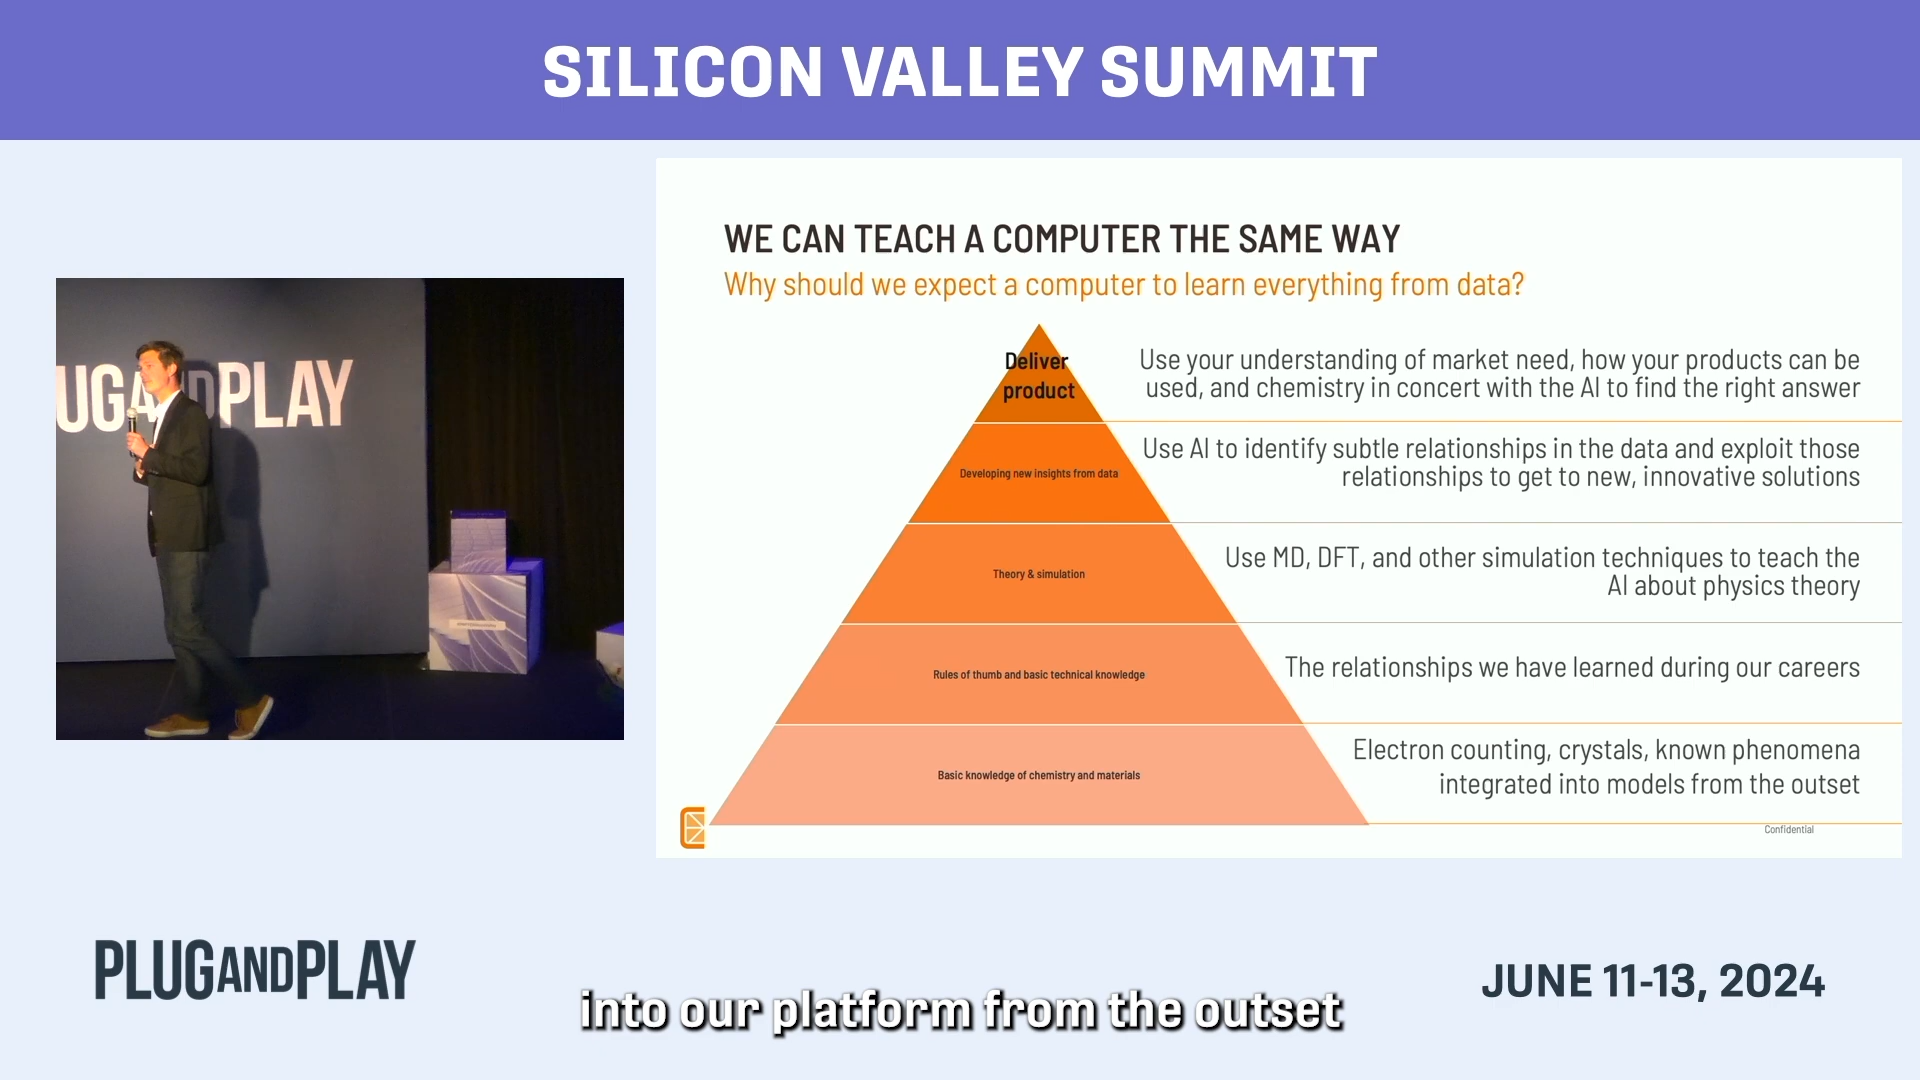 SILICON VALLEY SUMMIT
UGANDPLAY
WE CAN TEACH A COMPUTER THE SAME WAY
Why should we expect a computer to learn everything from data?
Deliver
product
Use your understanding of market need, how your products can be
used, and chemistry in concert with the AI to find the right answer
Developing new insights from data
Use AI to identify subtle relationships in the data and exploit those
relationships to get to new, innovative solutions
Theory & simulation
Use MD, DFT, and other simulation techniques to teach the
AI about physics theory
Rules of thumb and basic technical knowledge
The relationships we have learned during our careers
Basic knowledge of chemistry and materials
Electron counting, crystals, known phenomena
integrated into models from the outset
Confidential
PLUGANDPLAY
JUNE 11-13, 2024
into our platform from the outset